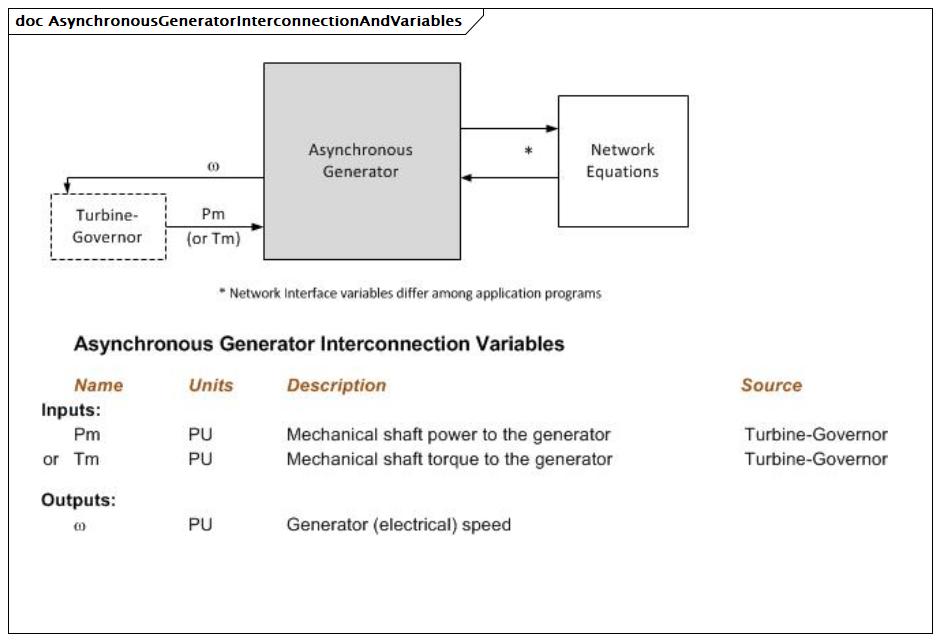 doc AsynchronousGeneratorInterconnectionAndVariables
Asynchronous
Generator
*
Network
Equations
ω
Turbine-
Governor
Pm
(or Tm)
* Network Interface variables differ among application programs
Asynchronous Generator Interconnection Variables
Name Units Description Source
Inputs:
Pm PU Mechanical shaft power to the generator Turbine-Governor
or Tm PU Mechanical shaft torque to the generator Turbine-Governor
Outputs:
ω PU Generator (electrical) speed